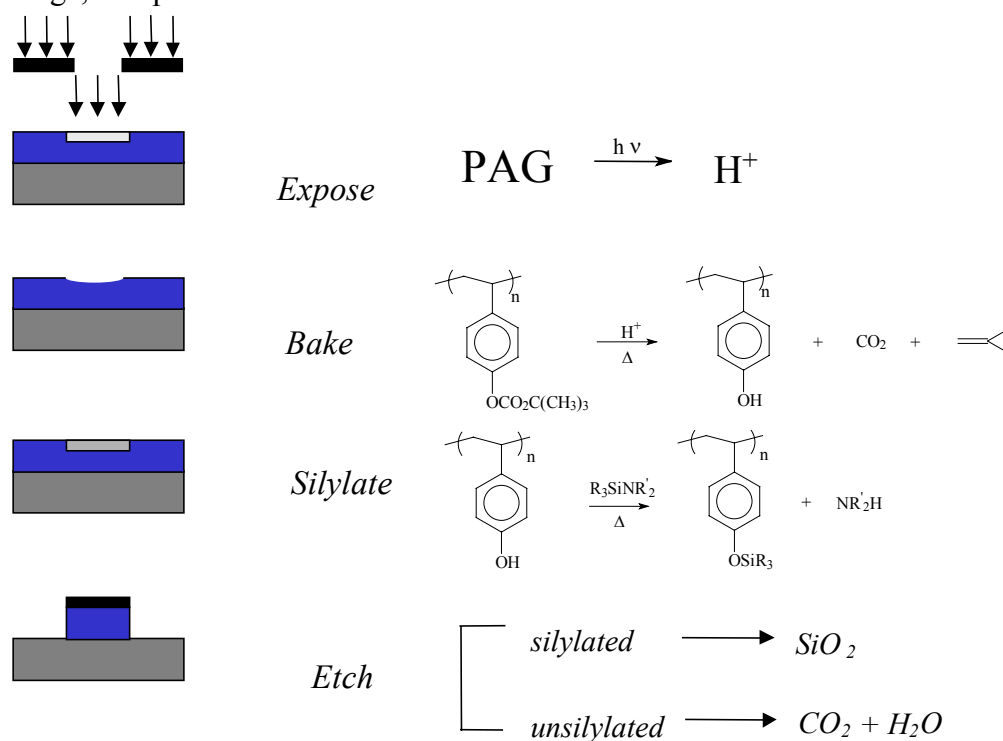 h ν
PAG H⁺
Expose
n n
H⁺
Bake + CO₂ +
Δ
OH
OCO₂C(CH₃)₃
n n
R₃SiNR'₂
Silylate + NR'₂H
Δ
OH OSiR₃
silylated SiO₂
Etch
unsilylated CO₂ + H₂O